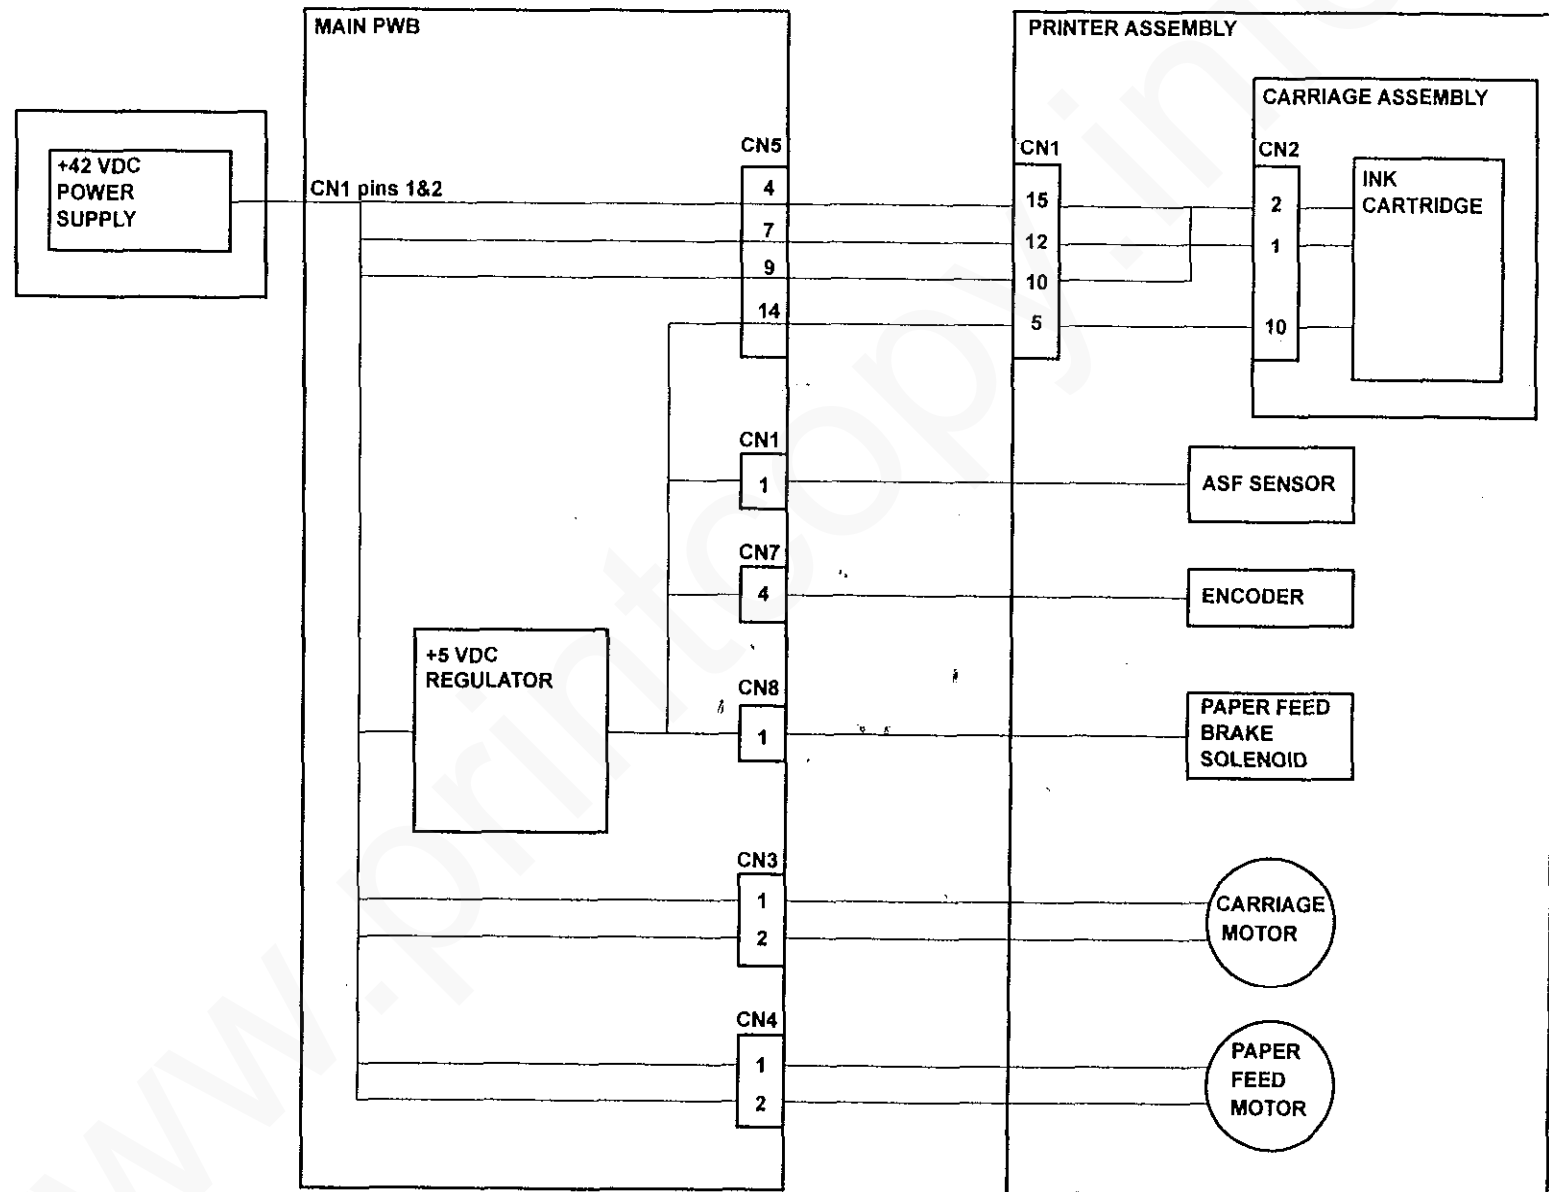 MAIN PWB
PRINTER ASSEMBLY
CARRIAGE ASSEMBLY
+42 VDC
POWER
SUPPLY
CN1 pins 1&2
CN5
4
7
9
14
CN1
15
12
10
5
CN2
2
1
10
INK
CARTRIDGE
CN1
1
ASF SENSOR
CN7
4
ENCODER
+5 VDC
REGULATOR
CN8
1
PAPER FEED
BRAKE
SOLENOID
CN3
1
2
CARRIAGE
MOTOR
CN4
1
2
PAPER
FEED
MOTOR
www.printcopy.info